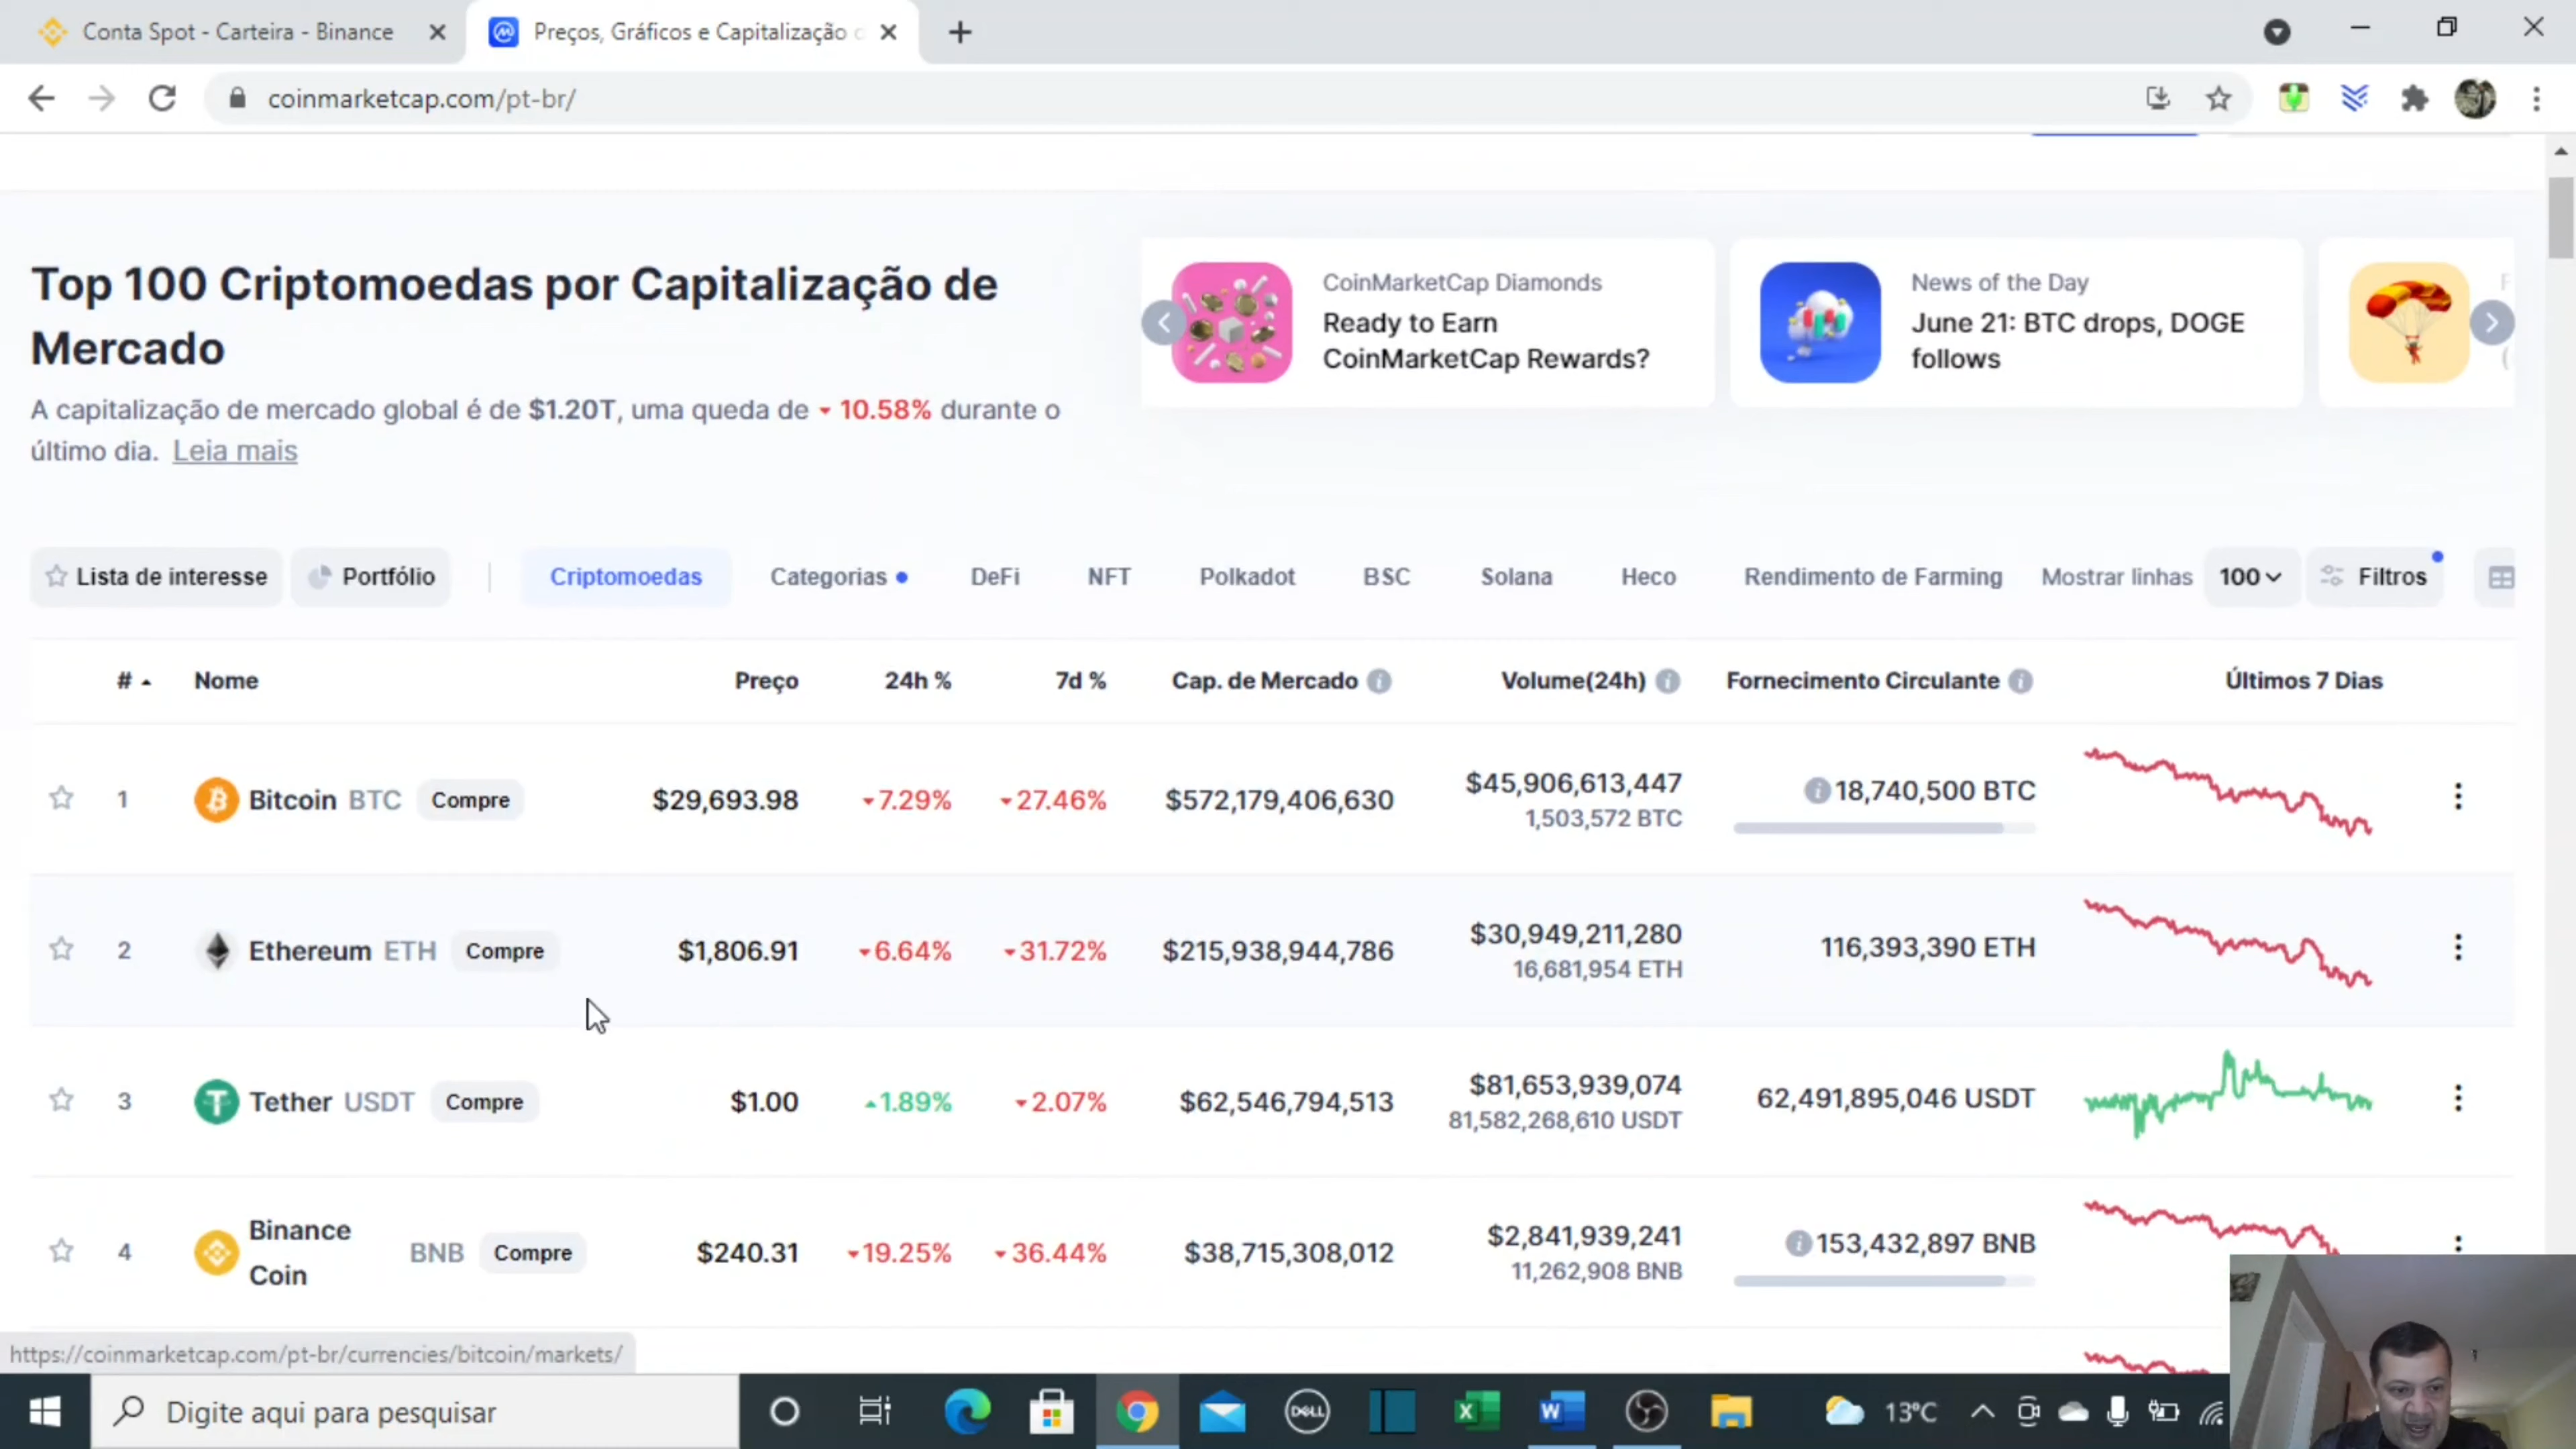 Conta Spot - Carteira - Binance
Preços, Gráficos e Capitalização
coinmarketcap.com/pt-br/
Top 100 Criptomoedas por Capitalização de
Mercado
A capitalização de mercado global é de $1.20T, uma queda de 10.58% durante o
último dia. Leia mais
CoinMarketCap Diamonds
Ready to Earn
CoinMarketCap Rewards?
News of the Day
June 21: BTC drops, DOGE
follows
Lista de interesse Portfólio Criptomoedas Categorias DeFi NFT Polkadot BSC Solana Heco Rendimento de Farming Mostrar linhas 100 Filtros
# Nome Preço 24h % 7d % Cap. de Mercado Volume(24h) Fornecimento Circulante Últimos 7 Dias
1 Bitcoin BTC Compre $29,693.98 7.29% 27.46% $572,179,406,630 $45,906,613,447 18,740,500 BTC
1,503,572 BTC
2 Ethereum ETH Compre $1,806.91 6.64% 31.72% $215,938,944,786 $30,949,211,280 116,393,390 ETH
16,681,954 ETH
3 Tether USDT Compre $1.00 1.89% 2.07% $62,546,794,513 $81,653,939,074 62,491,895,046 USDT
81,582,268,610 USDT
4 Binance Coin BNB Compre $240.31 19.25% 36.44% $38,715,308,012 $2,841,939,241 153,432,897 BNB
11,262,908 BNB
https://coinmarketcap.com/pt-br/currencies/bitcoin/markets/
Digite aqui para pesquisar
DELL
13°C